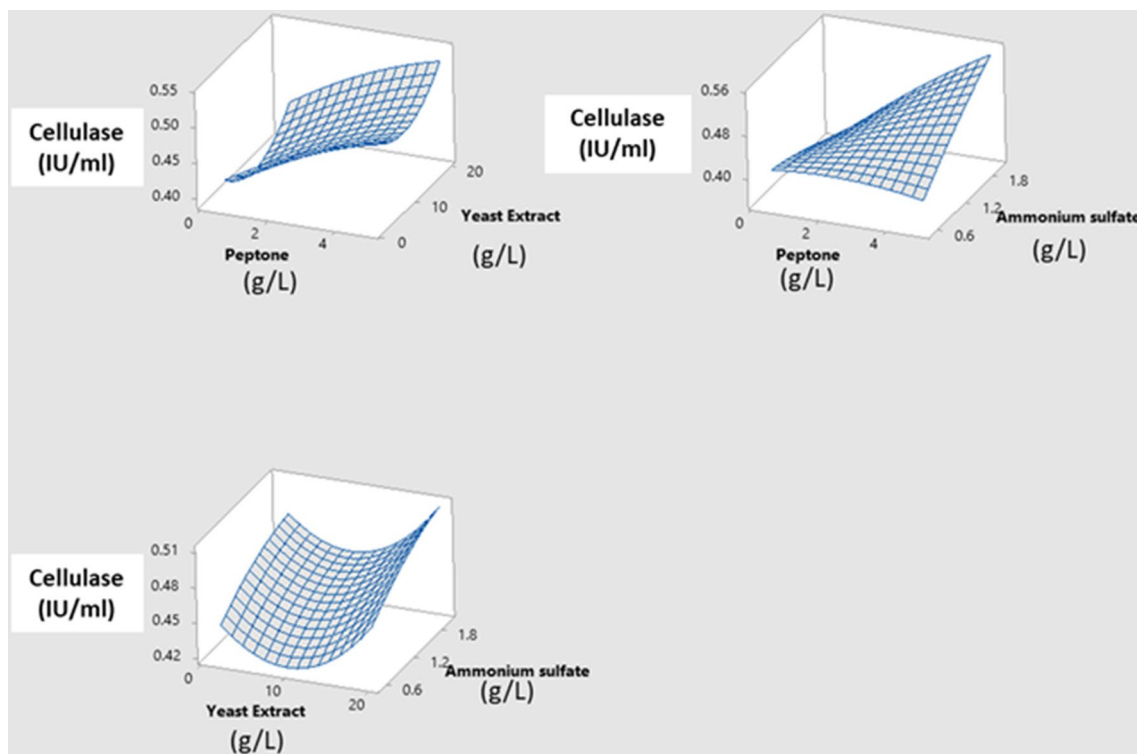 0.55
0.50
0.45
0.40
Cellulase
(IU/ml)
0
2
4
Peptone
(g/L)
0
10
20
Yeast Extract
(g/L)
0.56
0.48
0.40
Cellulase
(IU/ml)
0
2
4
Peptone
(g/L)
0.6
1.2
1.8
Ammonium sulfate
(g/L)
0.51
0.48
0.45
0.42
Cellulase
(IU/ml)
0
10
20
Yeast Extract
(g/L)
0.6
1.2
1.8
Ammonium sulfate
(g/L)